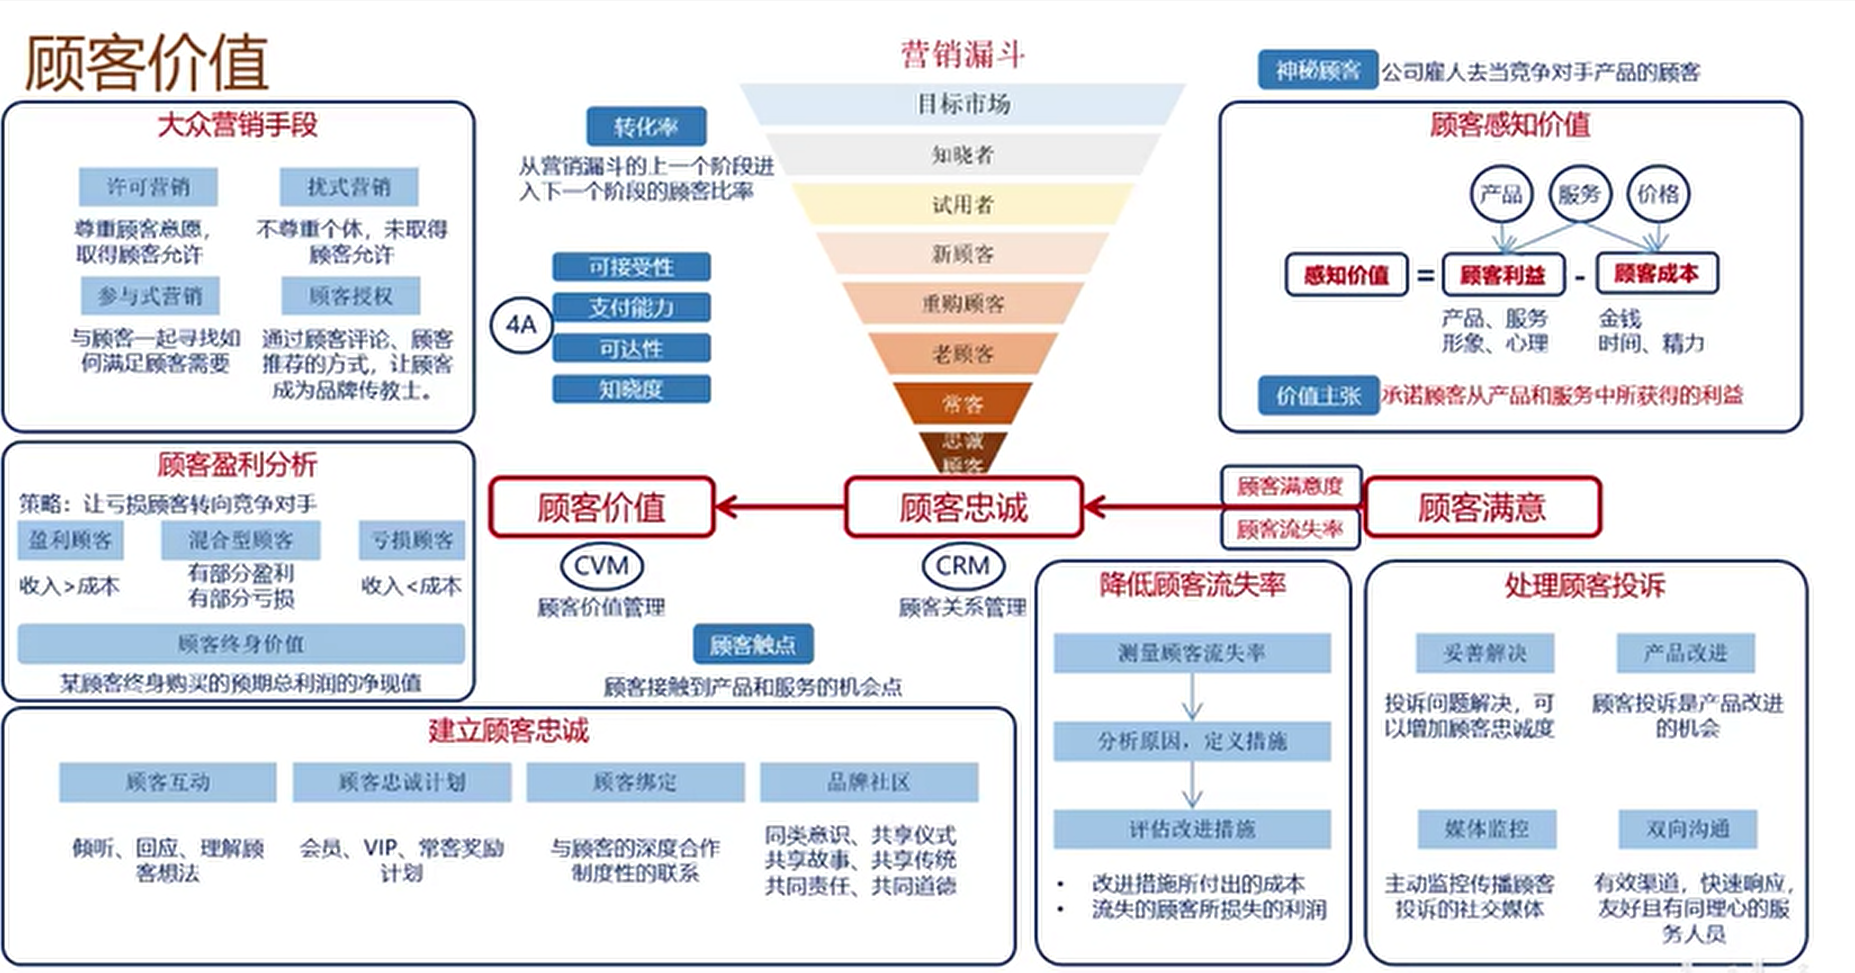 顾客价值
大众营销手段
许可营销
扰式营销
尊重顾客意愿，
取得顾客允许
不尊重个体，未取得
顾客允许
参与式营销
顾客授权
与顾客一起寻找如
何满足顾客需要
通过顾客评论、顾客
推荐的方式，让顾客
成为品牌传教士。
转化率
从营销漏斗的上一个阶段进
入下一个阶段的顾客比率
4A
可接受性
支付能力
可达性
知晓度
营销漏斗
目标市场
知晓者
试用者
新顾客
重购顾客
老顾客
常客
忠诚
顾客
神秘顾客
公司雇人去当竞争对手产品的顾客
顾客感知价值
产品
服务
价格
感知价值 = 顾客利益 - 顾客成本
产品、服务
形象、心理
金钱
时间、精力
价值主张
承诺顾客从产品和服务中所获得的利益
顾客盈利分析
策略：让亏损顾客转向竞争对手
盈利顾客
混合型顾客
亏损顾客
收入>成本
有部分盈利
有部分亏损
收入<成本
顾客终身价值
某顾客终身购买的预期总利润的净现值
顾客价值
顾客忠诚
顾客满意度
顾客流失率
顾客满意
CVM
顾客价值管理
CRM
顾客关系管理
顾客触点
顾客接触到产品和服务的机会点
建立顾客忠诚
顾客互动
顾客忠诚计划
顾客绑定
品牌社区
倾听、回应、理解顾
客想法
会员、VIP、常客奖励
计划
与顾客的深度合作
制度性的联系
同类意识、共享仪式
共享故事、共享传统
共同责任、共同道德
降低顾客流失率
测量顾客流失率
分析原因，定义措施
评估改进措施
• 改进措施所付出的成本
• 流失的顾客所损失的利润
处理顾客投诉
妥善解决
产品改进
投诉问题解决，可
以增加顾客忠诚度
顾客投诉是产品改进
的机会
媒体监控
双向沟通
主动监控传播顾客
投诉的社交媒体
有效渠道，快速响应，
友好且有同理心的服
务人员